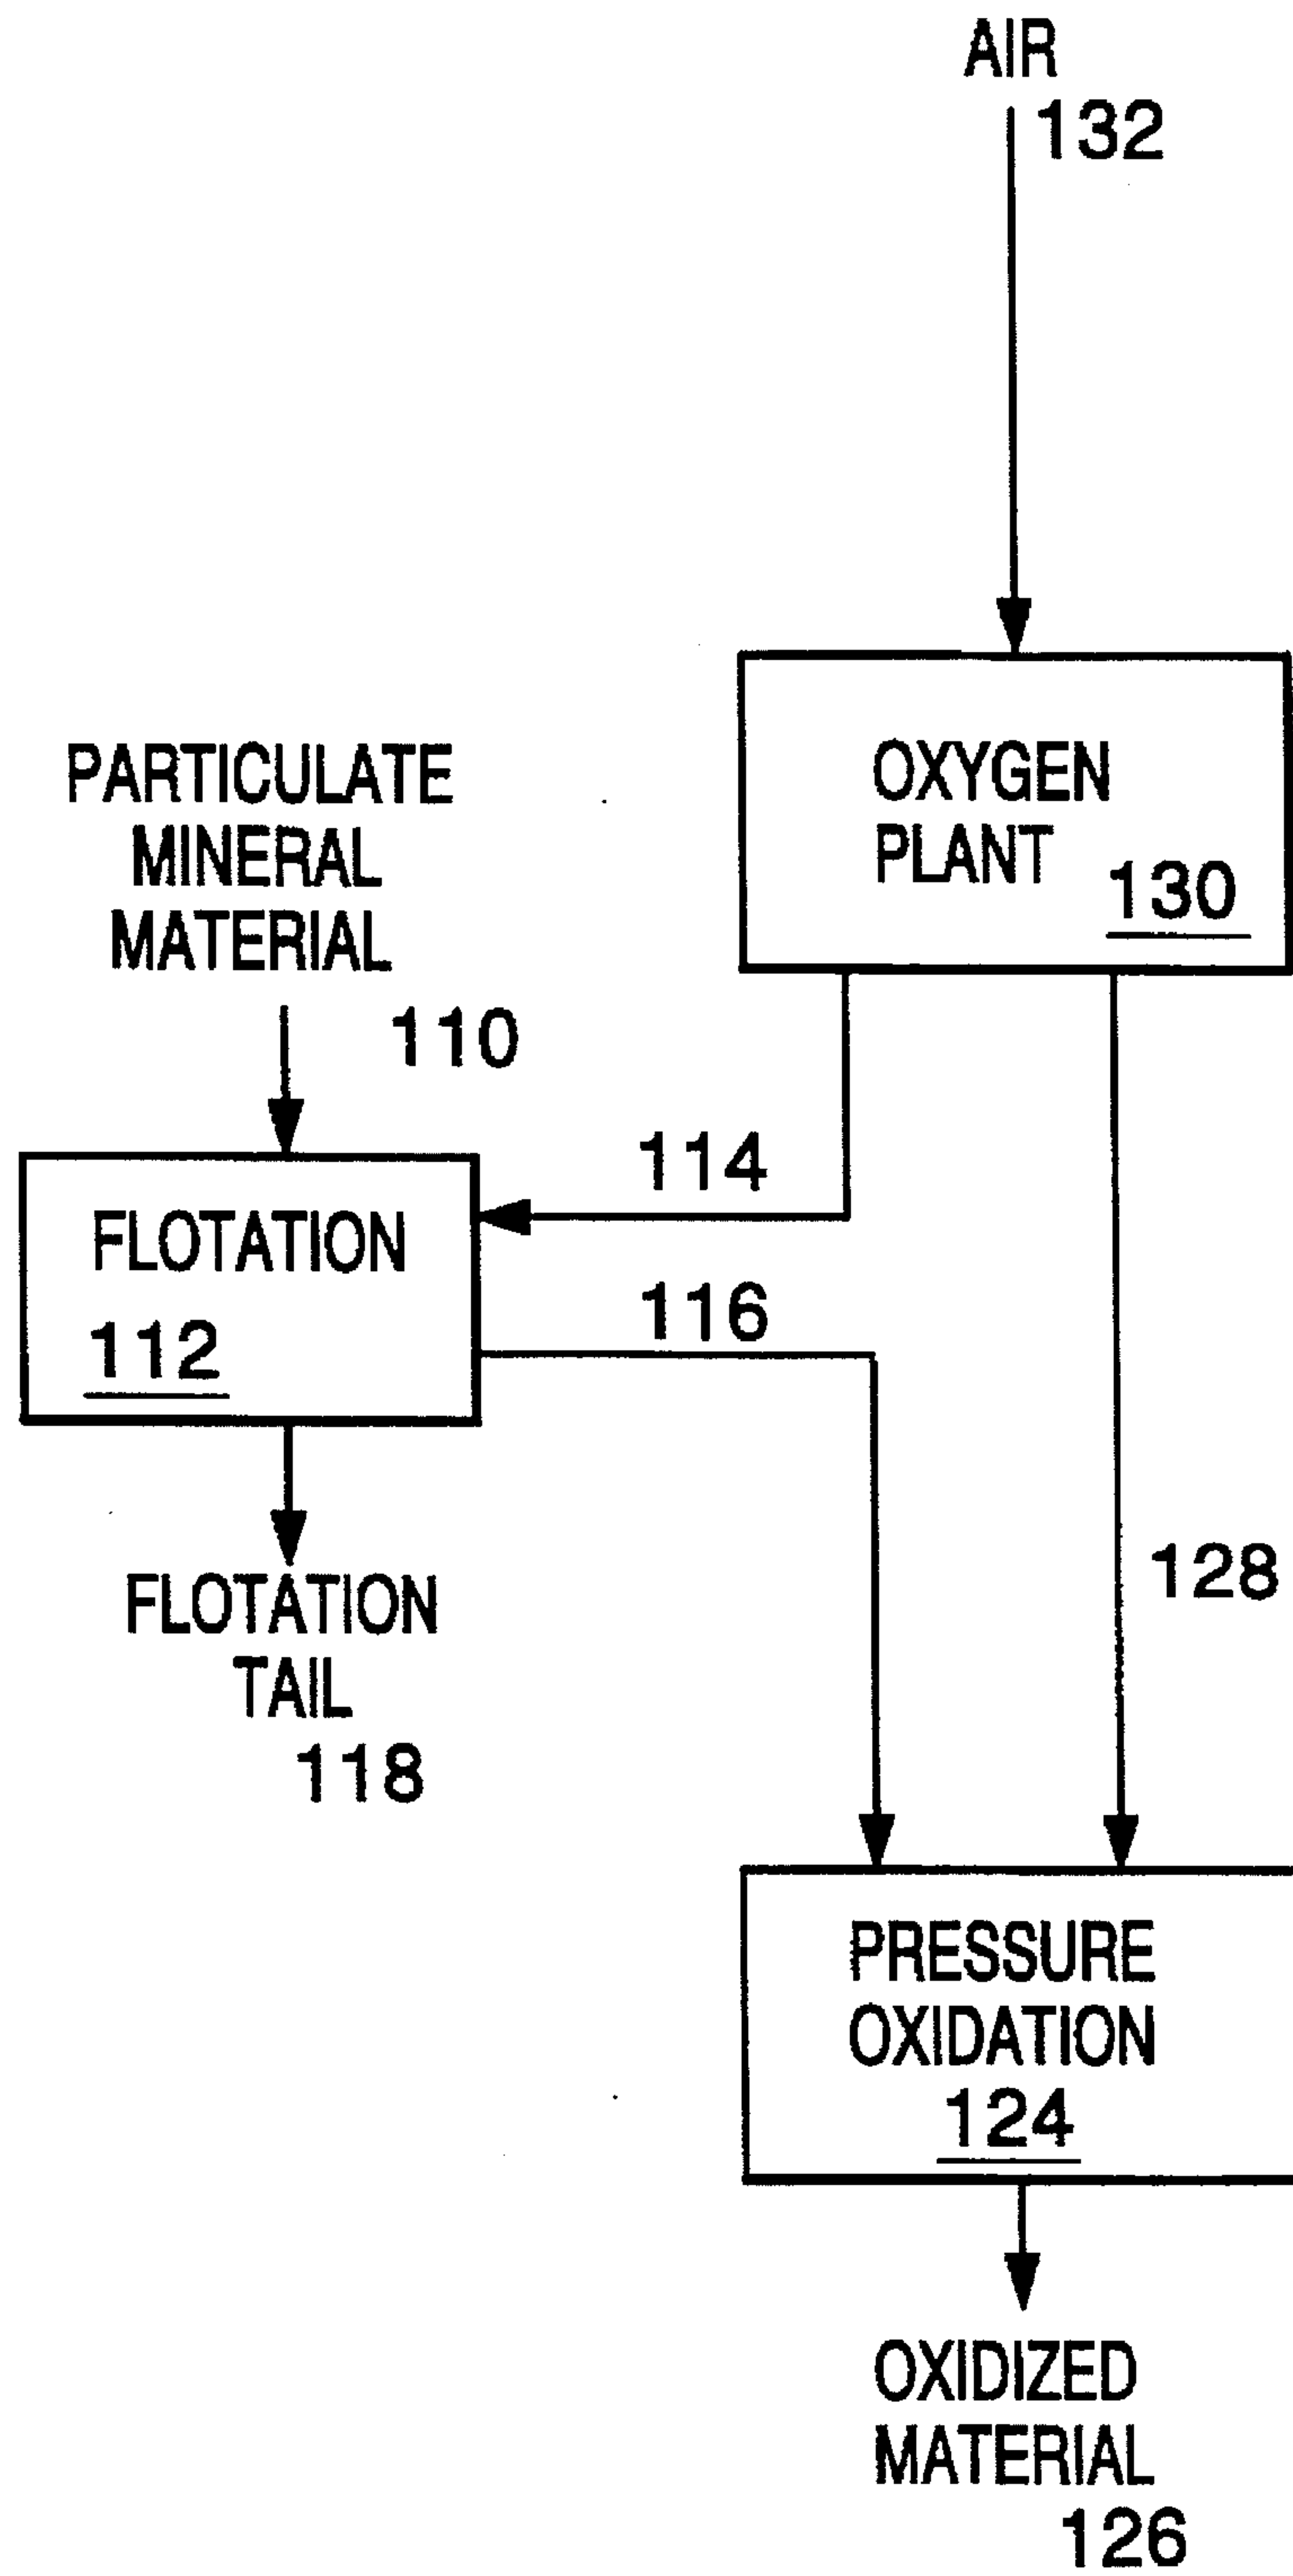 AIR
132
OXYGEN
PLANT
130
PARTICULATE
MINERAL
MATERIAL
110
114
FLOTATION
112
116
FLOTATION
TAIL
118
128
PRESSURE
OXIDATION
124
OXIDIZED
MATERIAL
126